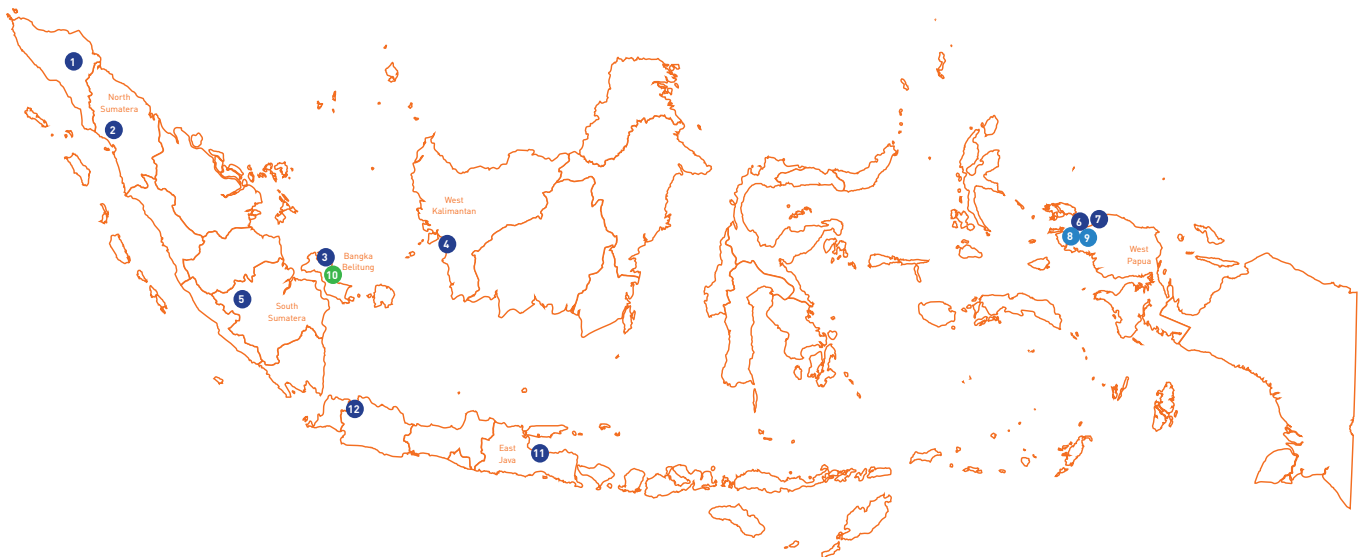 1
North
Sumatera
2
West
Kalimantan
4
3
Bangka
Belitung
10
5
South
Sumatera
6
7
8
9
West
Papua
12
East
Java
11